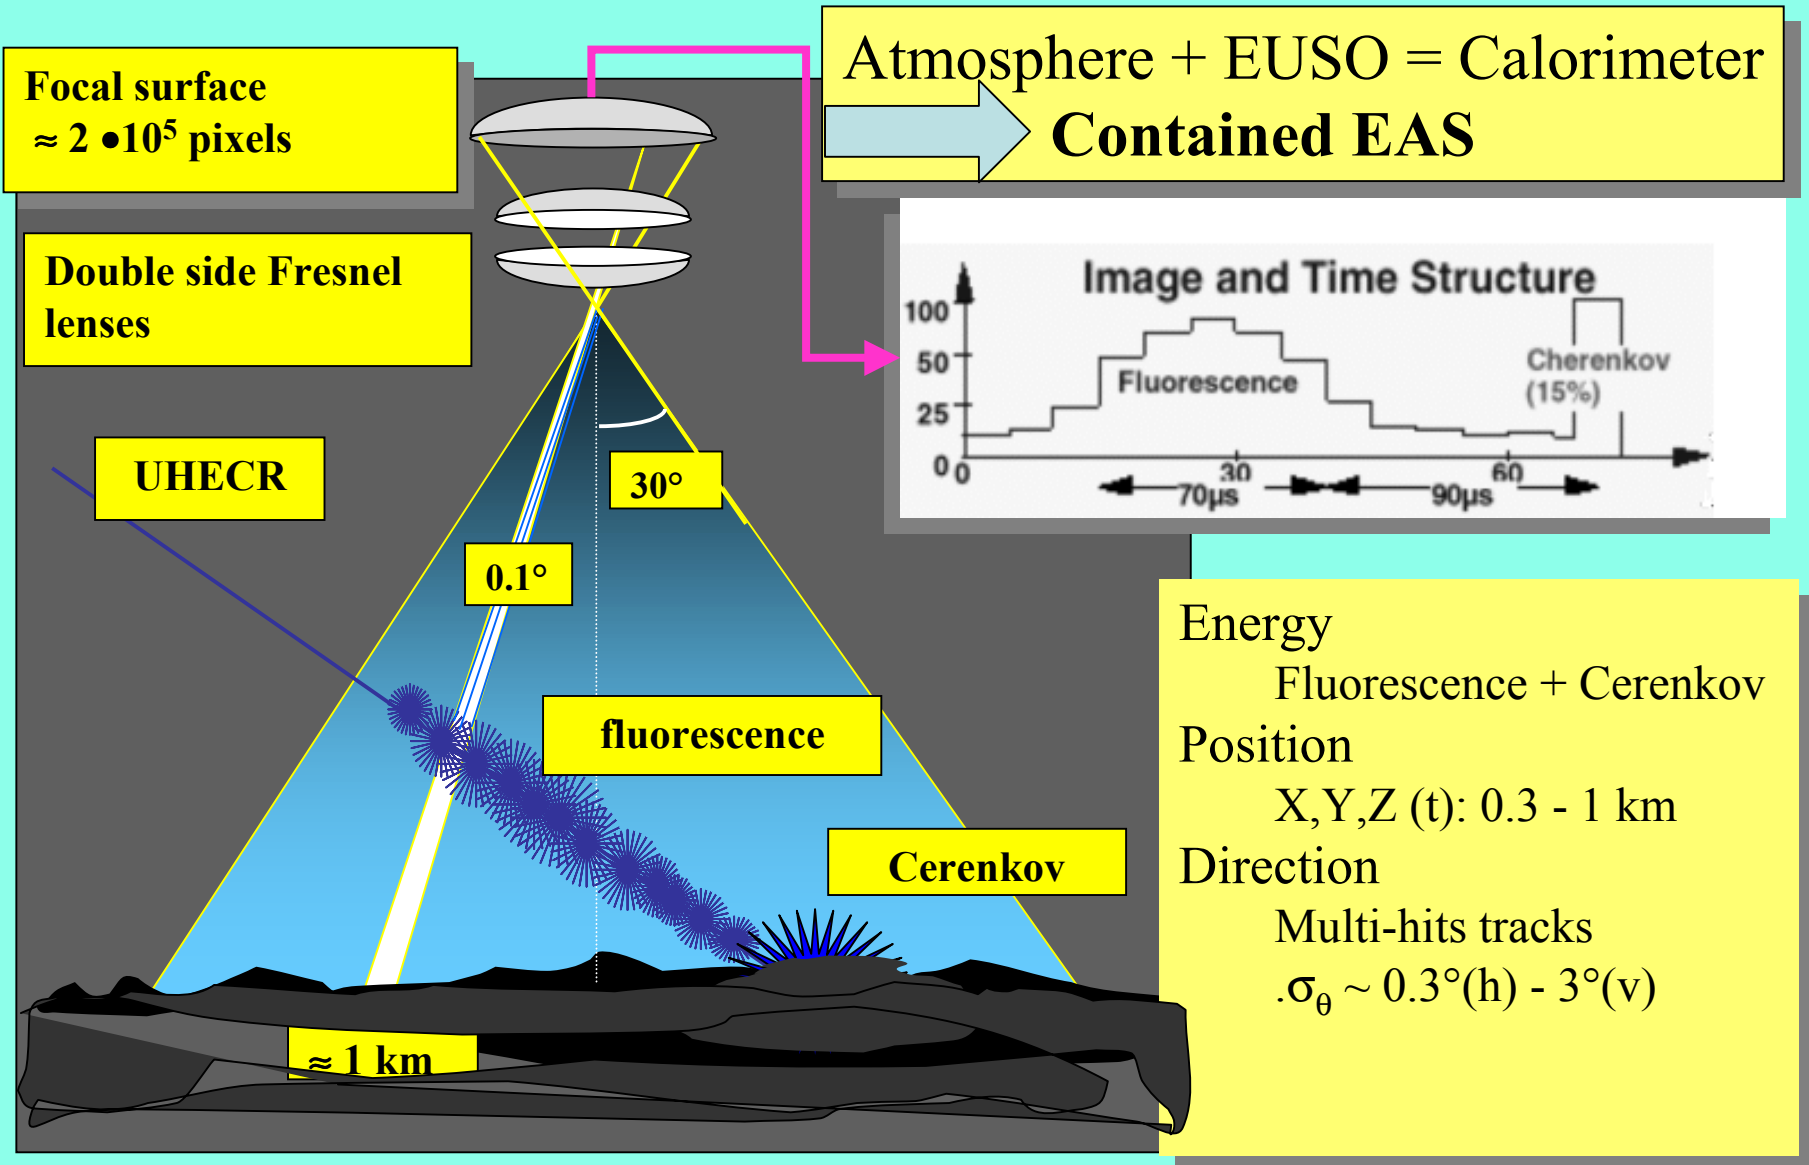 Focal surface
≈ 2 •10⁵ pixels
Atmosphere + EUSO = Calorimeter
Contained EAS
Double side Fresnel
lenses
Image and Time Structure
100
50
25
0
Fluorescence
Cherenkov
(15%)
0
30
60
70µs
90µs
UHECR
30°
0.1°
fluorescence
Cerenkov
≈ 1 km
Energy
Fluorescence + Cerenkov
Position
X,Y,Z (t): 0.3 - 1 km
Direction
Multi-hits tracks
.σθ ~ 0.3°(h) - 3°(v)